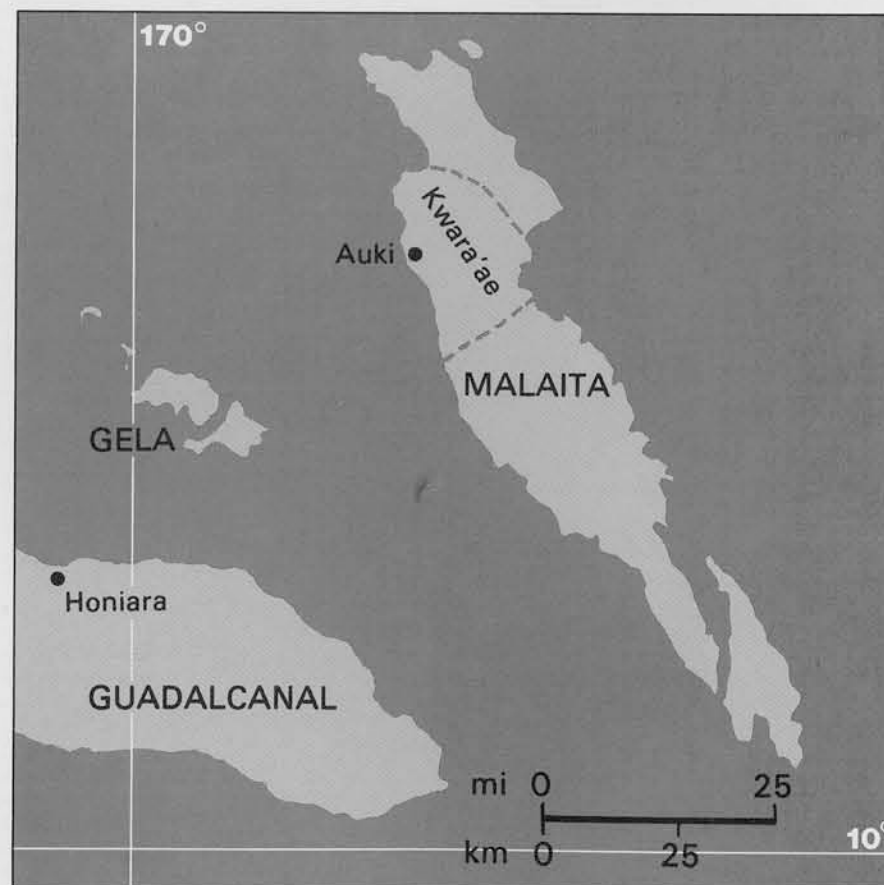 170°
Kwara'ae
Auki
MALAITA
GELA
Honiara
GUADALCANAL
mi 0 25
km 0 25
10°